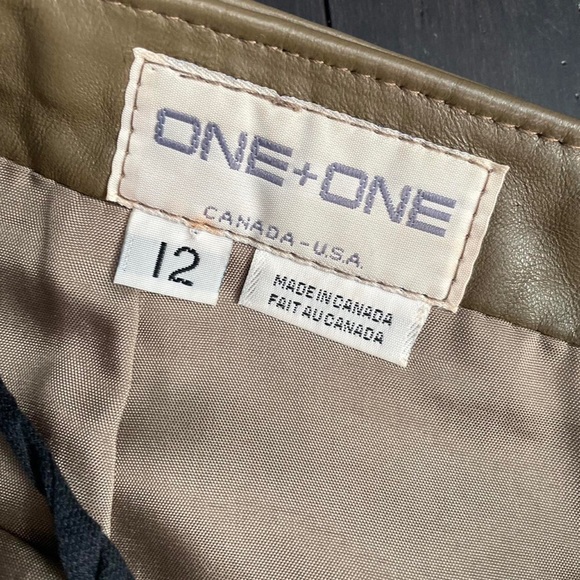 ONE+ONE
CANADA-U.S.A.
12
MADE IN CANADA
FAIT AU CANADA